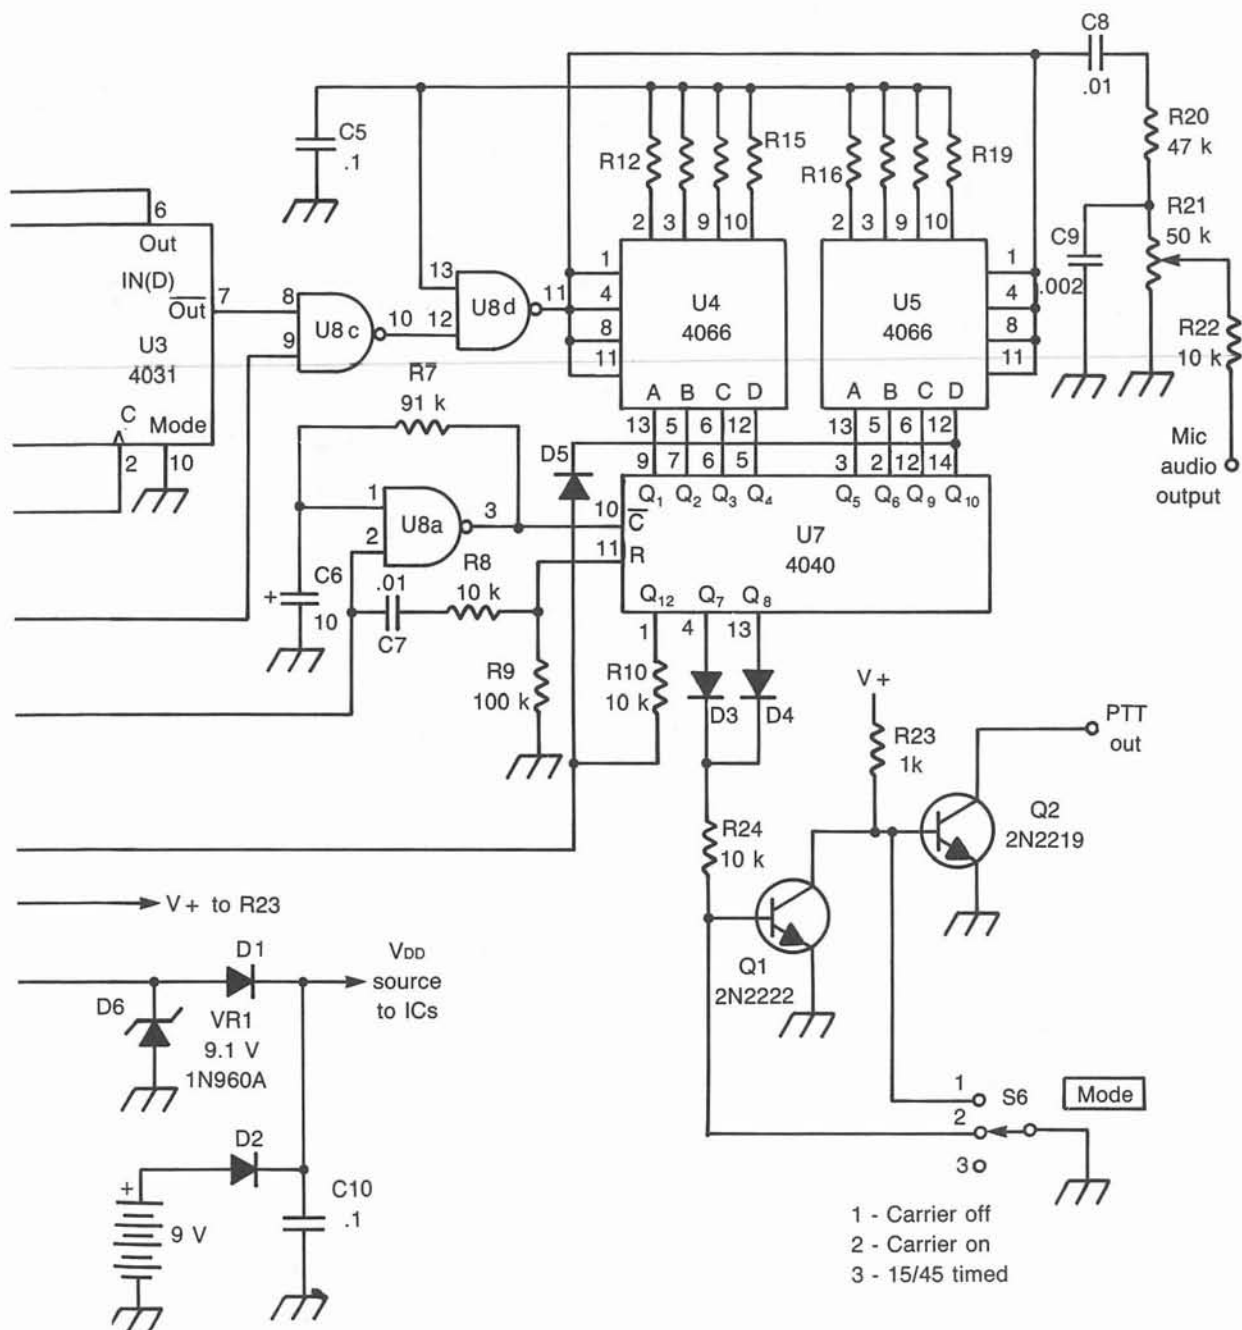 C8
.01
R20
47 k
R21
50 k
C9
.002
R22
10 k
Mic
audio
output
C5
.1
R12
R15
R16
R19
2 3 9 10
2 3 9 10
1
4
8
11
U4
4066
A B C D
13 5 6 12
9 7 6 5
1
4
8
11
U5
4066
A B C D
13 5 6 12
3 2 12 14
6
Out
IN(D)
Out
7
U3
4031
C
Mode
2
10
8
9
U8c
10
13
12
U8d
11
R7
91 k
D5
1
2
U8a
3
10
C
11
R
Q1 Q2 Q3 Q4
Q5 Q6 Q9 Q10
U7
4040
Q12 Q7 Q8
1 4 13
+
C6
10
.01
C7
R8
10 k
R9
100 k
R10
10 k
D3
D4
V+
R23
1k
PTT
out
Q2
2N2219
R24
10 k
Q1
2N2222
V+ to R23
D1
VDD
source
to ICs
D6
VR1
9.1 V
1N960A
D2
+
9 V
C10
.1
1
2
3
S6
Mode
1 - Carrier off
2 - Carrier on
3 - 15/45 timed